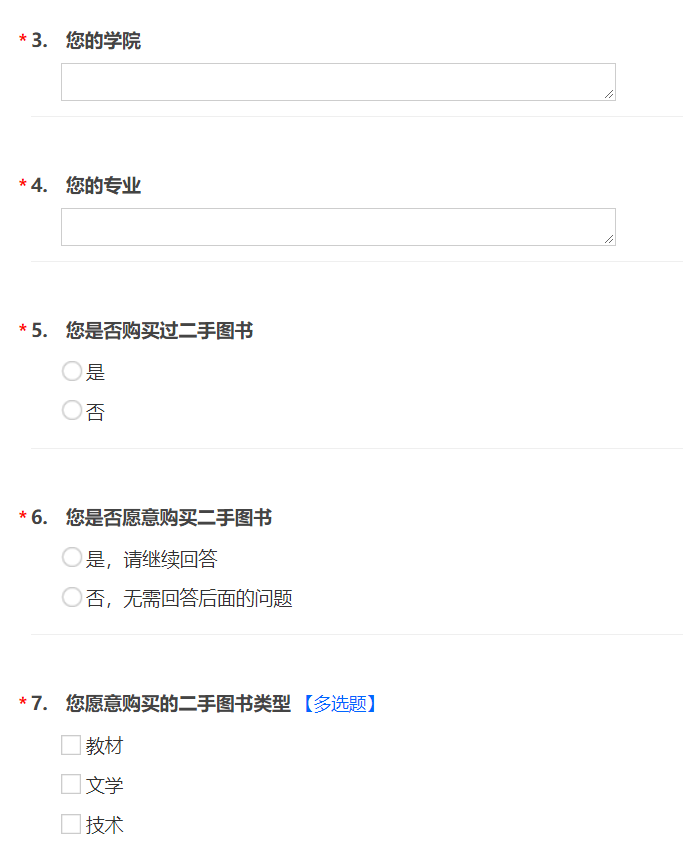 * 3. 您的学院
* 4. 您的专业
* 5. 您是否购买过二手图书
是
否
* 6. 您是否愿意购买二手图书
是，请继续回答
否，无需回答后面的问题
* 7. 您愿意购买的二手图书类型 【多选题】
教材
文学
技术